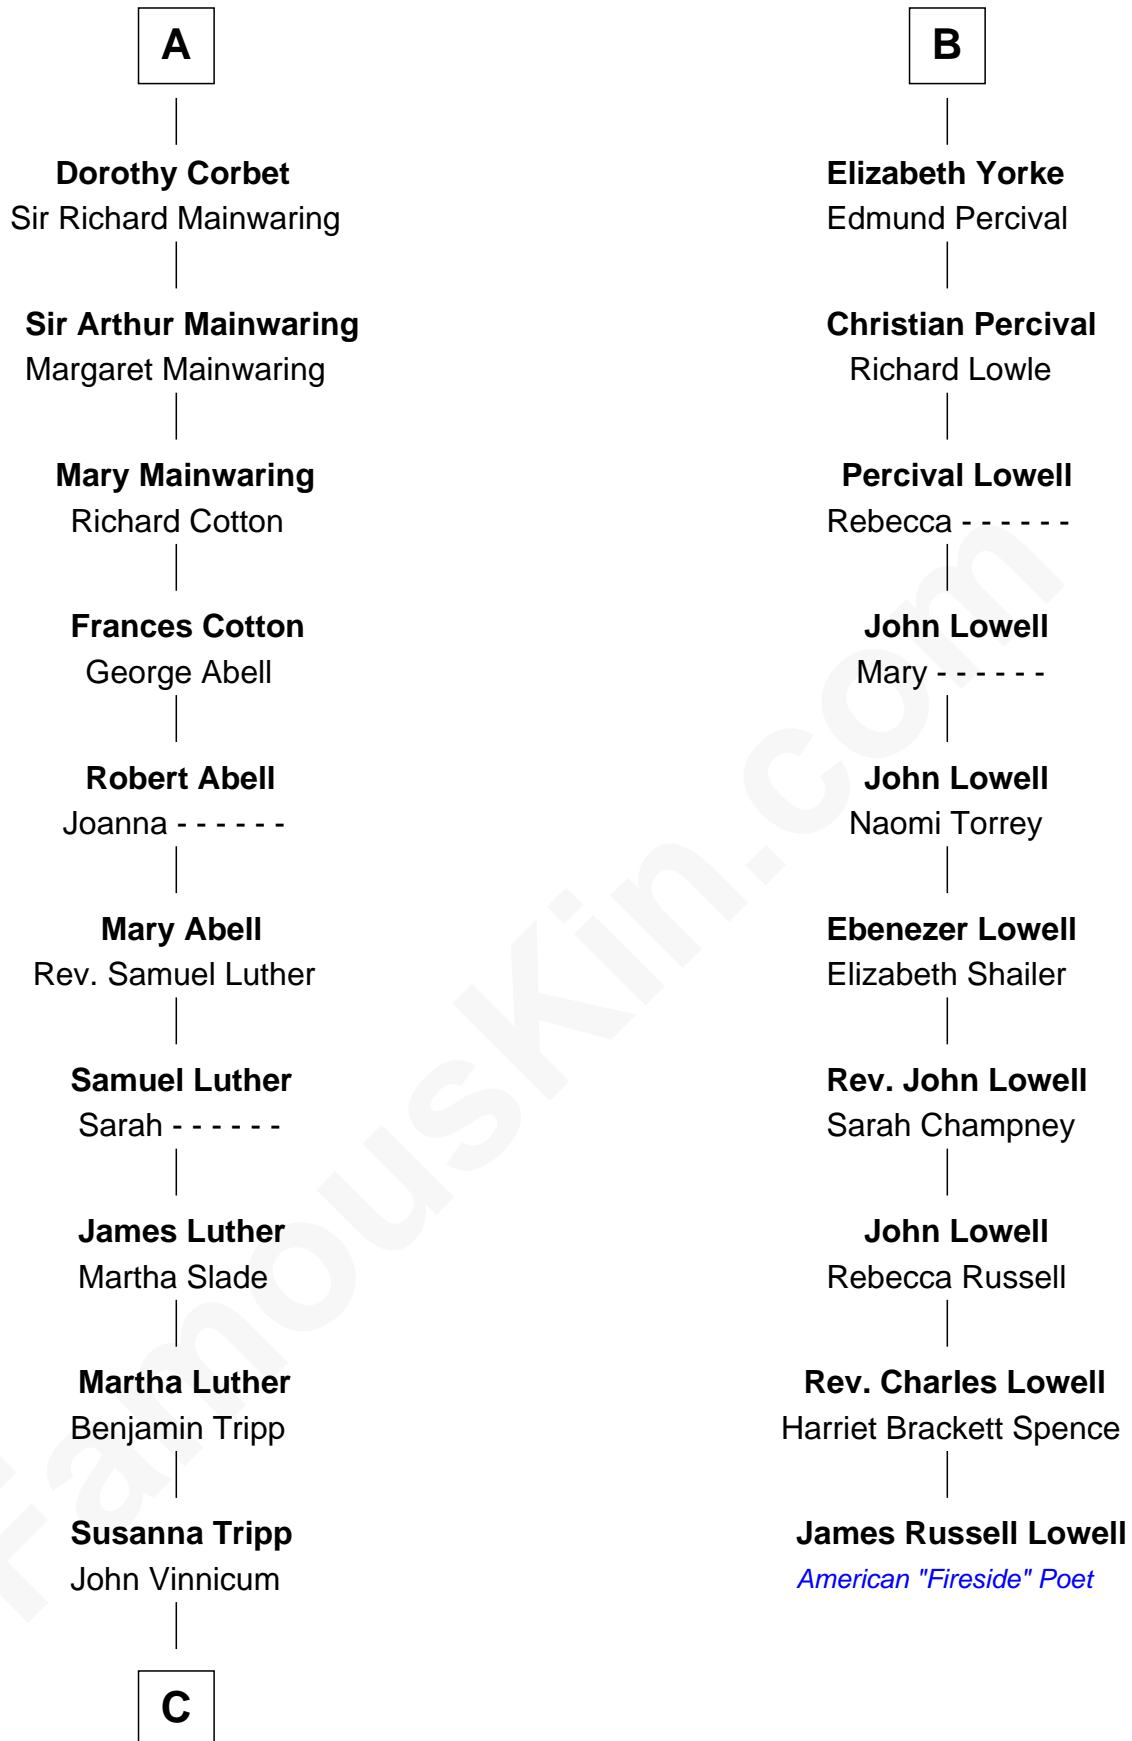 A
Dorothy Corbet
Sir Richard Mainwaring
Sir Arthur Mainwaring
Margaret Mainwaring
Mary Mainwaring
Richard Cotton
Frances Cotton
George Abell
Robert Abell
Joanna - - - - - -
Mary Abell
Rev. Samuel Luther
Samuel Luther
Sarah - - - - - -
James Luther
Martha Slade
Martha Luther
Benjamin Tripp
Susanna Tripp
John Vinnicum
C
B
Elizabeth Yorke
Edmund Percival
Christian Percival
Richard Lowle
Percival Lowell
Rebecca - - - - - -
John Lowell
Mary - - - - - -
John Lowell
Naomi Torrey
Ebenezer Lowell
Elizabeth Shailer
Rev. John Lowell
Sarah Champney
John Lowell
Rebecca Russell
Rev. Charles Lowell
Harriet Brackett Spence
James Russell Lowell
American "Fireside" Poet
FamousKin.com